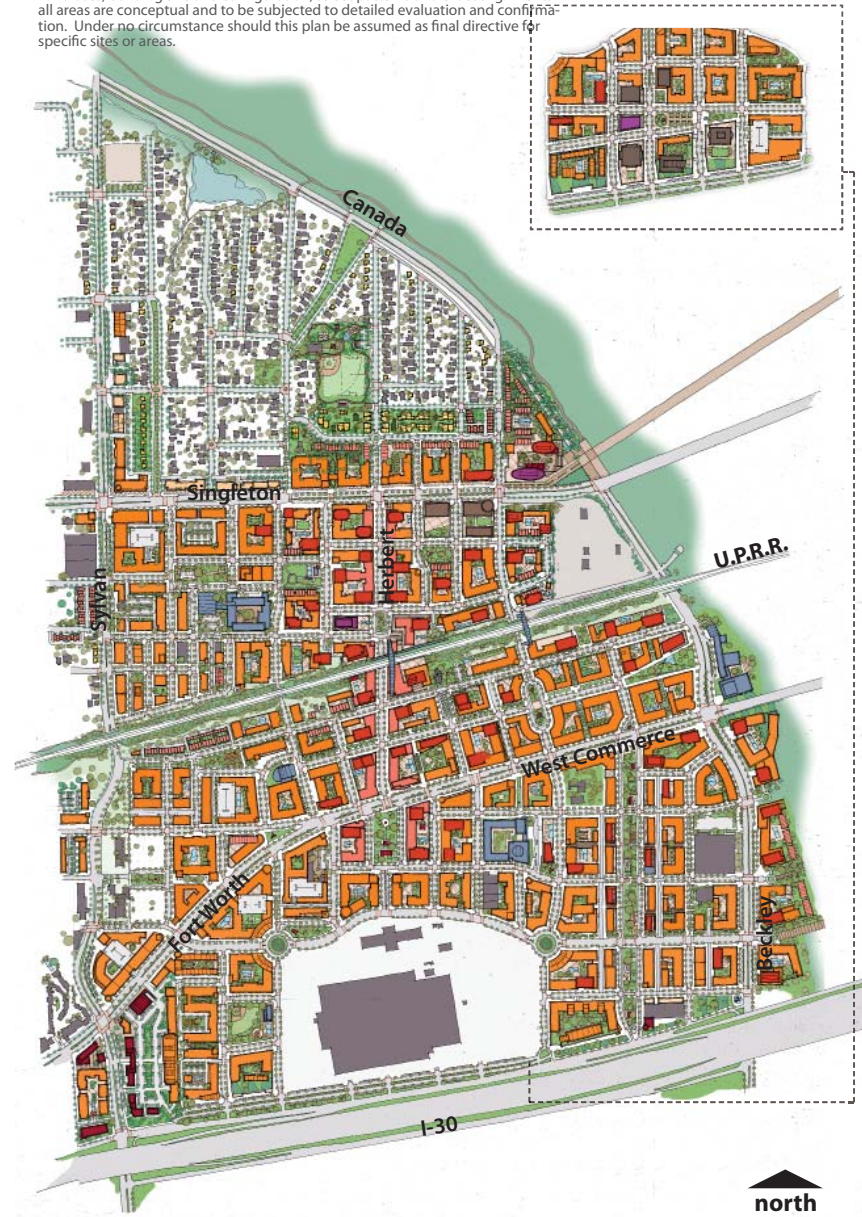 all areas are conceptual and to be subjected to detailed evaluation and confirma-
tion. Under no circumstance should this plan be assumed as final directive for
specific sites or areas.
Canada
Singleton
Herbert
Sylvan
U.P.R.R.
West Commerce
Fort Worth
Beckley
I-30
north